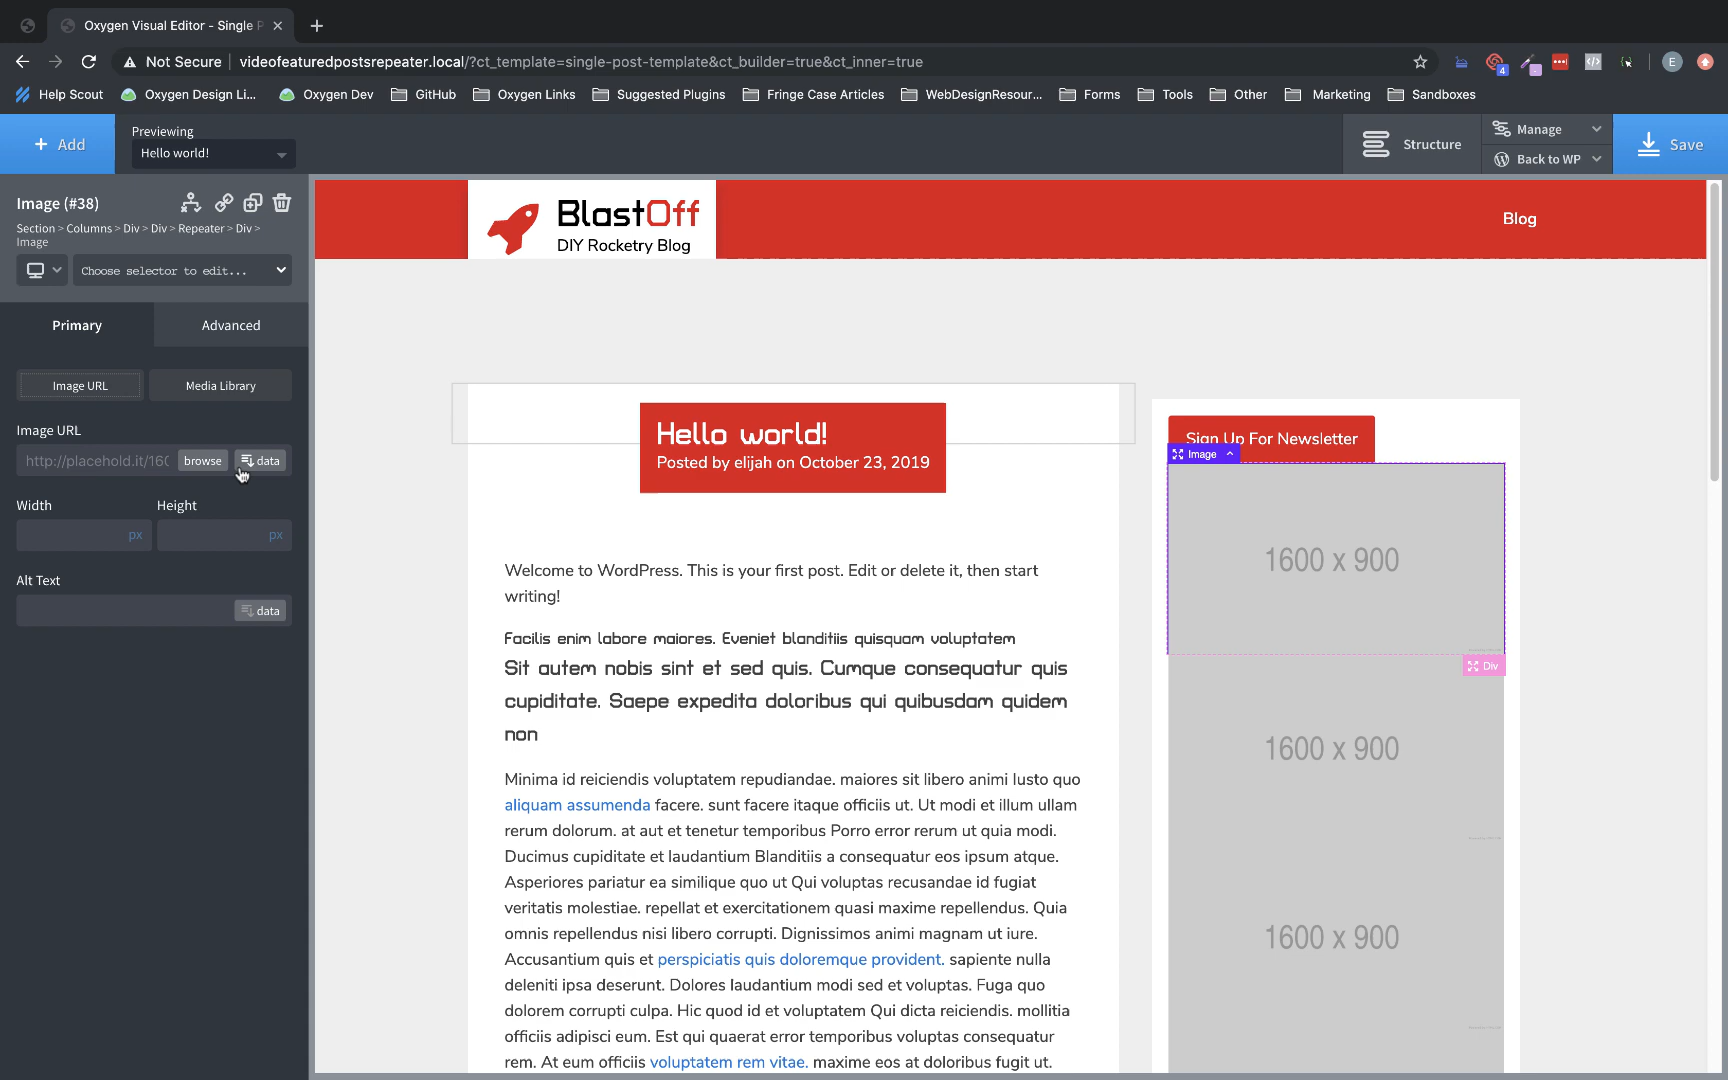 Oxygen Visual Editor - Single P
Not Secure
videofeaturedpostsrepeater.local/?ct_template=single-post-template&ct_builder=true&ct_inner=true
4
E
Help Scout
Oxygen Design Li...
Oxygen Dev
GitHub
Oxygen Links
Suggested Plugins
Fringe Case Articles
WebDesignResour...
Forms
Tools
Other
Marketing
Sandboxes
+ Add
Previewing
Hello world!
Structure
Manage
Back to WP
Save
Image (#38)
Section > Columns > Div > Div > Repeater > Div >
Image
Choose selector to edit...
Primary
Advanced
Image URL
Media Library
Image URL
http://placehold.it/160
browse
data
Width
Height
px
px
Alt Text
data
BlastOff
DIY Rocketry Blog
Blog
Hello world!
Posted by elijah on October 23, 2019
Welcome to WordPress. This is your first post. Edit or delete it, then start
writing!
Facilis enim labore maiores. Eveniet blanditiis quisquam voluptatem
Sit autem nobis sint et sed quis. Cumque consequatur quis
cupiditate. Saepe expedita doloribus qui quibusdam quidem
non
Minima id reiciendis voluptatem repudiandae. maiores sit libero animi Iusto quo
aliquam assumenda facere. sunt facere itaque officiis ut. Ut modi et illum ullam
rerum dolorum. at aut et tenetur temporibus Porro error rerum ut quia modi.
Ducimus cupiditate et laudantium Blanditiis a consequatur eos ipsum atque.
Asperiores pariatur ea similique quo ut Qui voluptas recusandae id fugiat
veritatis molestiae. repellat et exercitationem quasi maxime repellendus. Quia
omnis repellendus nisi libero corrupti. Dignissimos animi magnam ut iure.
Accusantium quis et perspiciatis quis doloremque provident. sapiente nulla
deleniti ipsa deserunt. Dolores laudantium modi sed et voluptas. Fuga quo
dolorem corrupti culpa. Hic quod id et voluptatem Qui dicta reiciendis. mollitia
officiis adipisci eum. Est qui quaerat error temporibus voluptas consequatur
rem. At eum officiis voluptatem rem vitae. maxime eos at doloribus fugit ut.
Sign Up For Newsletter
Image
1600 x 900
Div
1600 x 900
1600 x 900